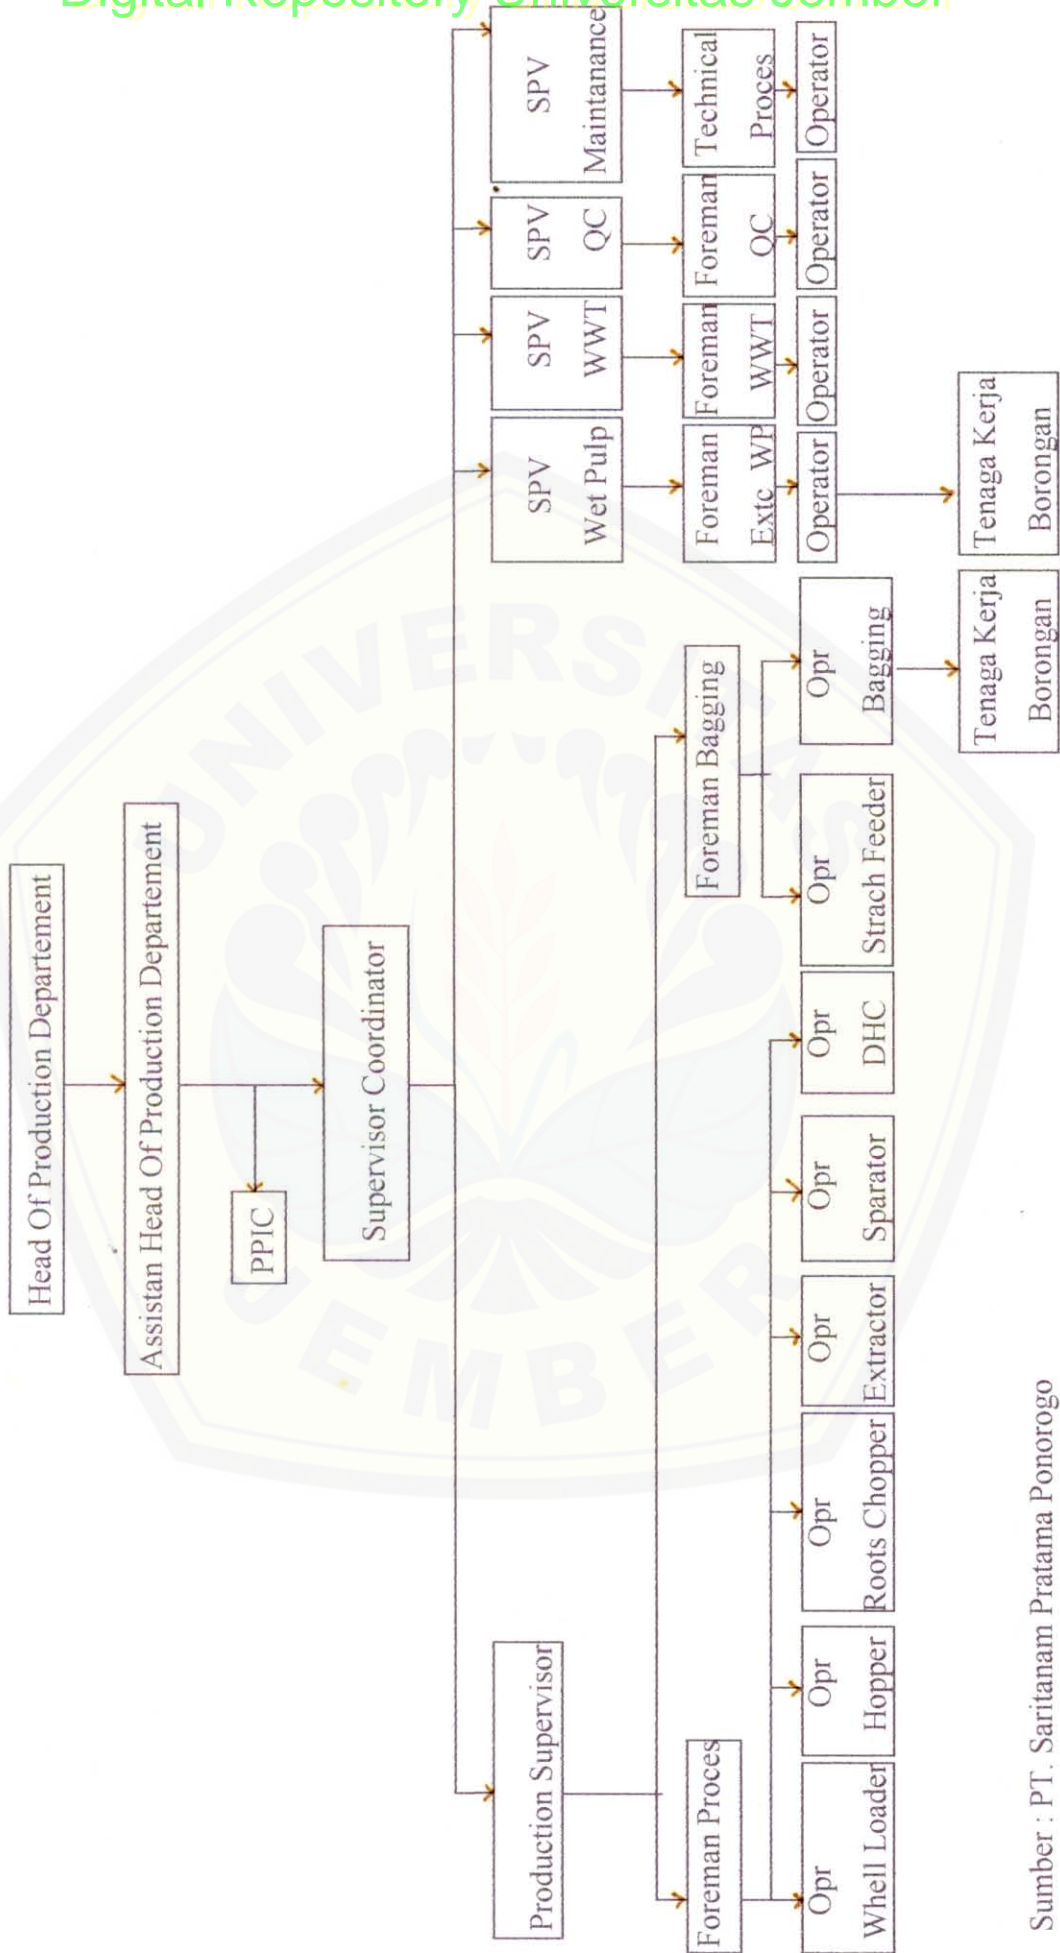 Digital Repository Universitas Jember
Head Of Production Departement
Assistan Head Of Production Departement
PPIC
Supervisor Coordinator
Production Supervisor
SPV
Wet Pulp
SPV
WWT
SPV
QC
SPV
Maintanance
Foreman Proces
Foreman Bagging
Foreman
Extc WP
Foreman
WWT
Foreman
QC
Technical
Proces
Opr
Whell Loader
Opr
Hopper
Opr
Roots Chopper
Opr
Extractor
Opr
Sparator
Opr
DHC
Opr
Strach Feeder
Opr
Bagging
Operator
Operator
Operator
Operator
Tenaga Kerja
Borongan
Tenaga Kerja
Borongan
Sumber : PT. Saritanam Pratama Ponorogo
UNIVERSITAS
JEMBER